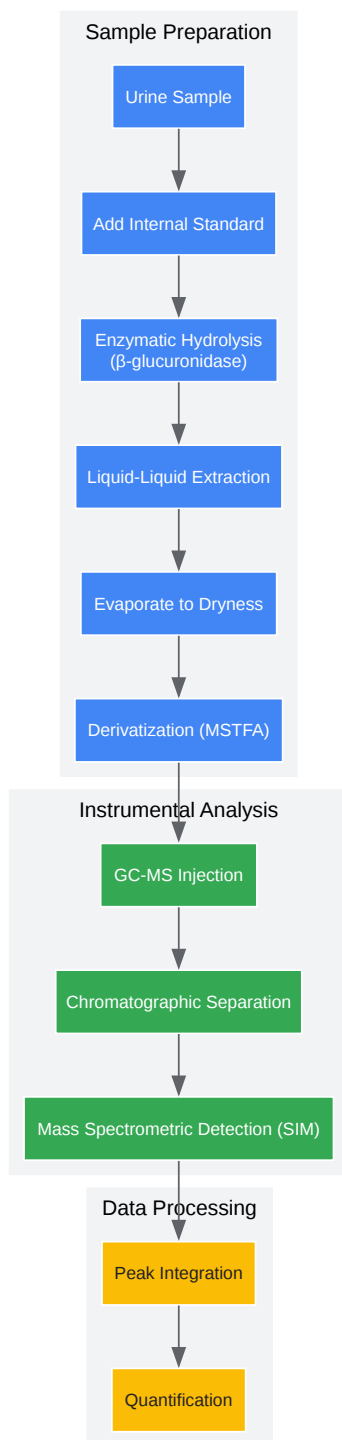 Sample Preparation
Urine Sample
Add Internal Standard
Enzymatic Hydrolysis
(β-glucuronidase)
Liquid-Liquid Extraction
Evaporate to Dryness
Derivatization (MSTFA)
Instrumental Analysis
GC-MS Injection
Chromatographic Separation
Mass Spectrometric Detection (SIM)
Data Processing
Peak Integration
Quantification